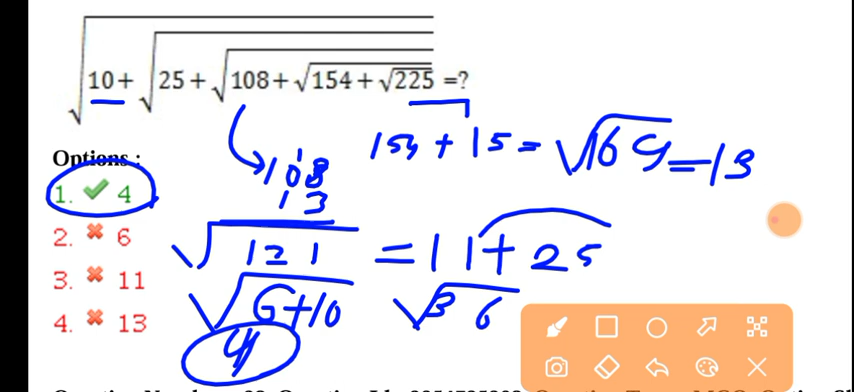 √10+√25+√108+√154+√225 =?
154 + 15 = √169 = 13
Options :
108
13
1. ✔ 4
√121 = 11 + 25
2. ✖ 6
3. ✖ 11
√6+10 √36
4. ✖ 13
4